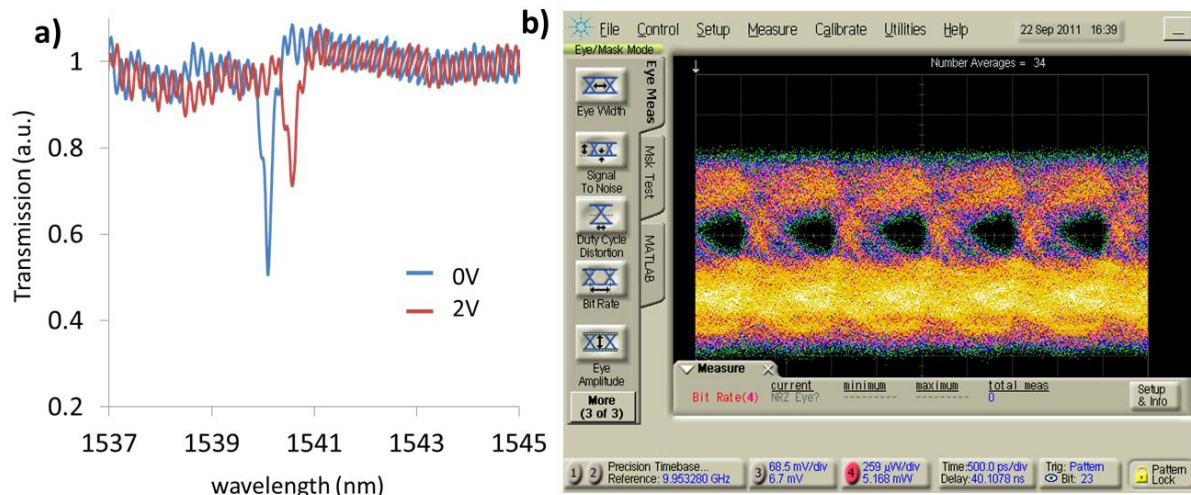 a)
Transmission (a.u.)
1
0.8
0.6
0.4
0.2
0V
2V
1537
1539
1541
1543
1545
wavelength (nm)
b)
File Control Setup Measure Calibrate Utilities Help
22 Sep 2011 16:39
Eye/Mask Mode
Number Averages = 34
Eye Meas
Msk Test
MATLAB
Eye Width
Signal
To Noise
Duty Cycle
Distortion
Bit Rate
Eye
Amplitude
More
(3 of 3)
Measure
current minimum maximum total meas
Bit Rate(4) NRZ Eye? --------- --------- 0
Setup
& Info
1 2
Precision Timebase...
Reference: 9.953280 GHz
3
68.5 mV/div
6.7 mV
4
259 µW/div
5.168 mW
Time:500.0 ps/div
Delay:40.1078 ns
Trig: Pattern
Bit: 23
Pattern
Lock